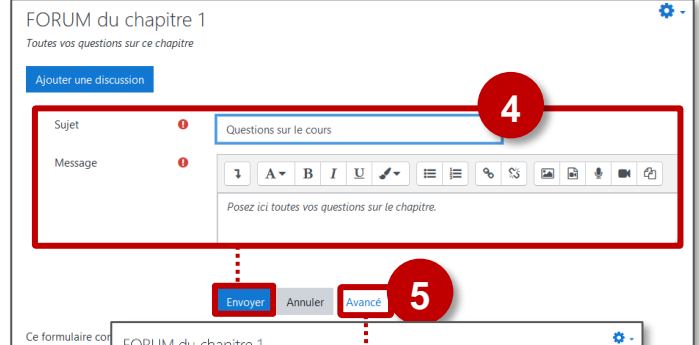 FORUM du chapitre 1
Toutes vos questions sur ce chapitre
Ajouter une discussion
4
Sujet
Questions sur le cours
Message
A B I U
Posez ici toutes vos questions sur le chapitre.
Envoyer Annuler Avancé 5
Ce formulaire
FORUM du chapitre 1